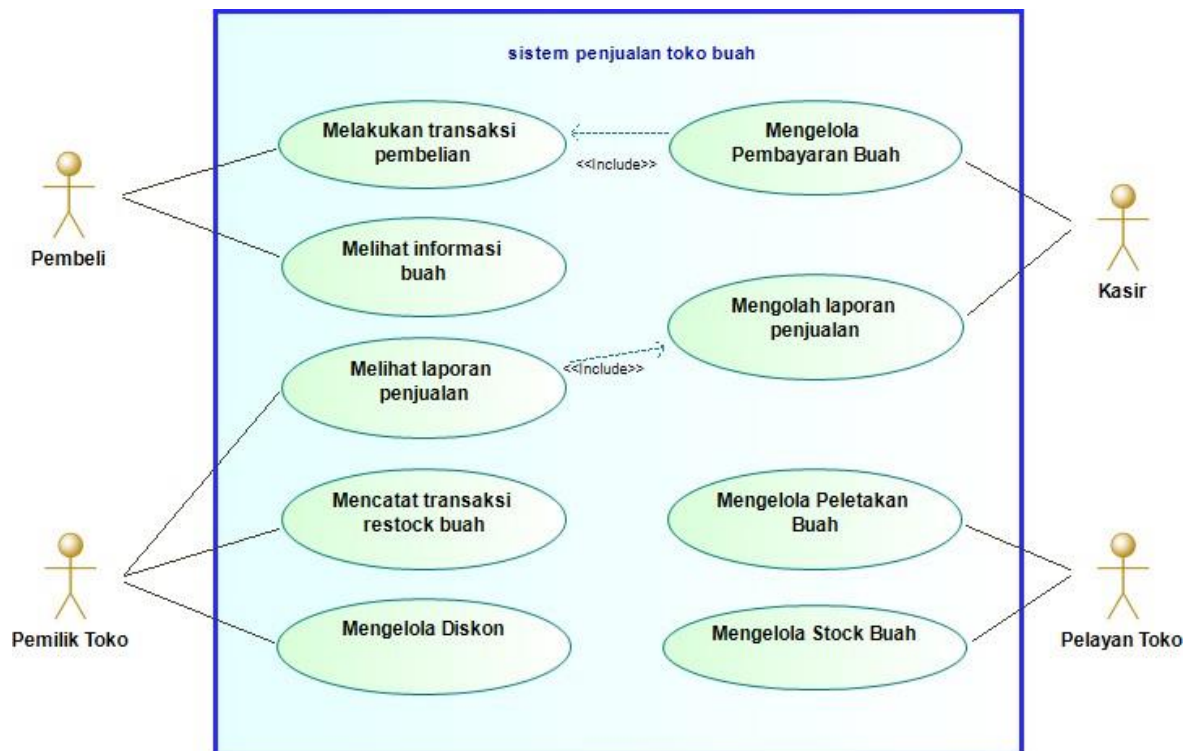 sistem penjualan toko buah
Melakukan transaksi
pembelian
<<Include>>
Mengelola
Pembayaran Buah
Pembeli
Melihat informasi
buah
Kasir
Mengolah laporan
penjualan
Melihat laporan
penjualan
<<Include>>
Mencatat transaksi
restock buah
Mengelola Peletakan
Buah
Pemilik Toko
Mengelola Diskon
Mengelola Stock Buah
Pelayan Toko